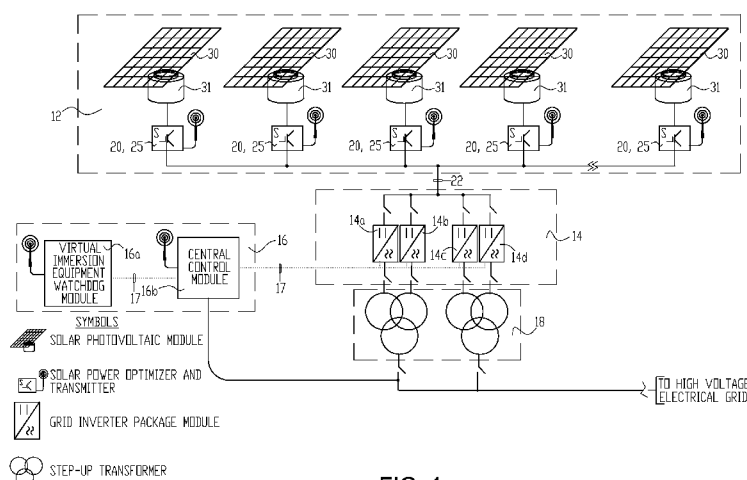 30 30 30 30 30
31 31 31 31 31
12
20, 25 20, 25 20, 25 20, 25 20, 25
22
14a 14b 14c 14d 14
16
16a
VIRTUAL
IMMERSION
EQUIPMENT
WATCHDOG
MODULE
CENTRAL
CONTROL
MODULE
16b
17 17
18
SYMBOLS
SOLAR PHOTOVOLTAIC MODULE
SOLAR POWER OPTIMIZER AND
TRANSMITTER
GRID INVERTER PACKAGE MODULE
STEP-UP TRANSFORMER
TO HIGH VOLTAGE
ELECTRICAL GRID